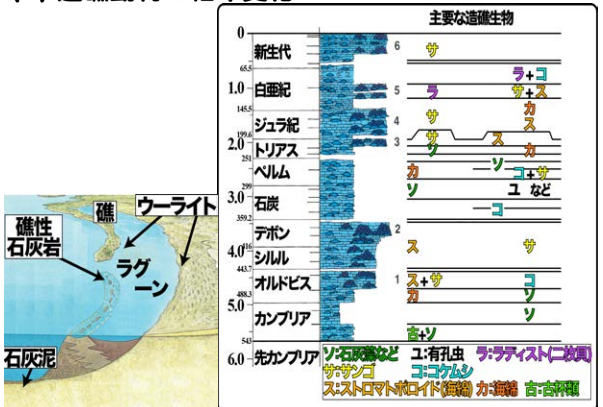 主要な造礁生物
0
新生代
6
サ
65.5
ラ+コ
1.0
白亜紀
5
ラ
サ+ス
145.5
カ
ジュラ紀
4
サ
ス
199.6
サ
ス
2.0
トリアス
3
ソ
カ
251
ペルム
カ
ソ
コ+サ
299
3.0
石炭
ソ
ユ など
コ
359.2
デボン
2
ス
サ
4.0
416
シルル
443.7
オルドビス
1
ス+サ
コ
488.3
カ
ソ
5.0
カンブリア
ソ
543
古+ソ
6.0
先カンブリア
ソ:石灰藻など ユ:有孔虫 ラ:ラディスト(二枚貝)
サ:サンゴ コ:コケムシ
ス:ストロマトポロイド(海綿) カ:海綿 古:古杯類
礁
ウーライト
礁性
石灰岩
ラグ
ーン
石灰泥